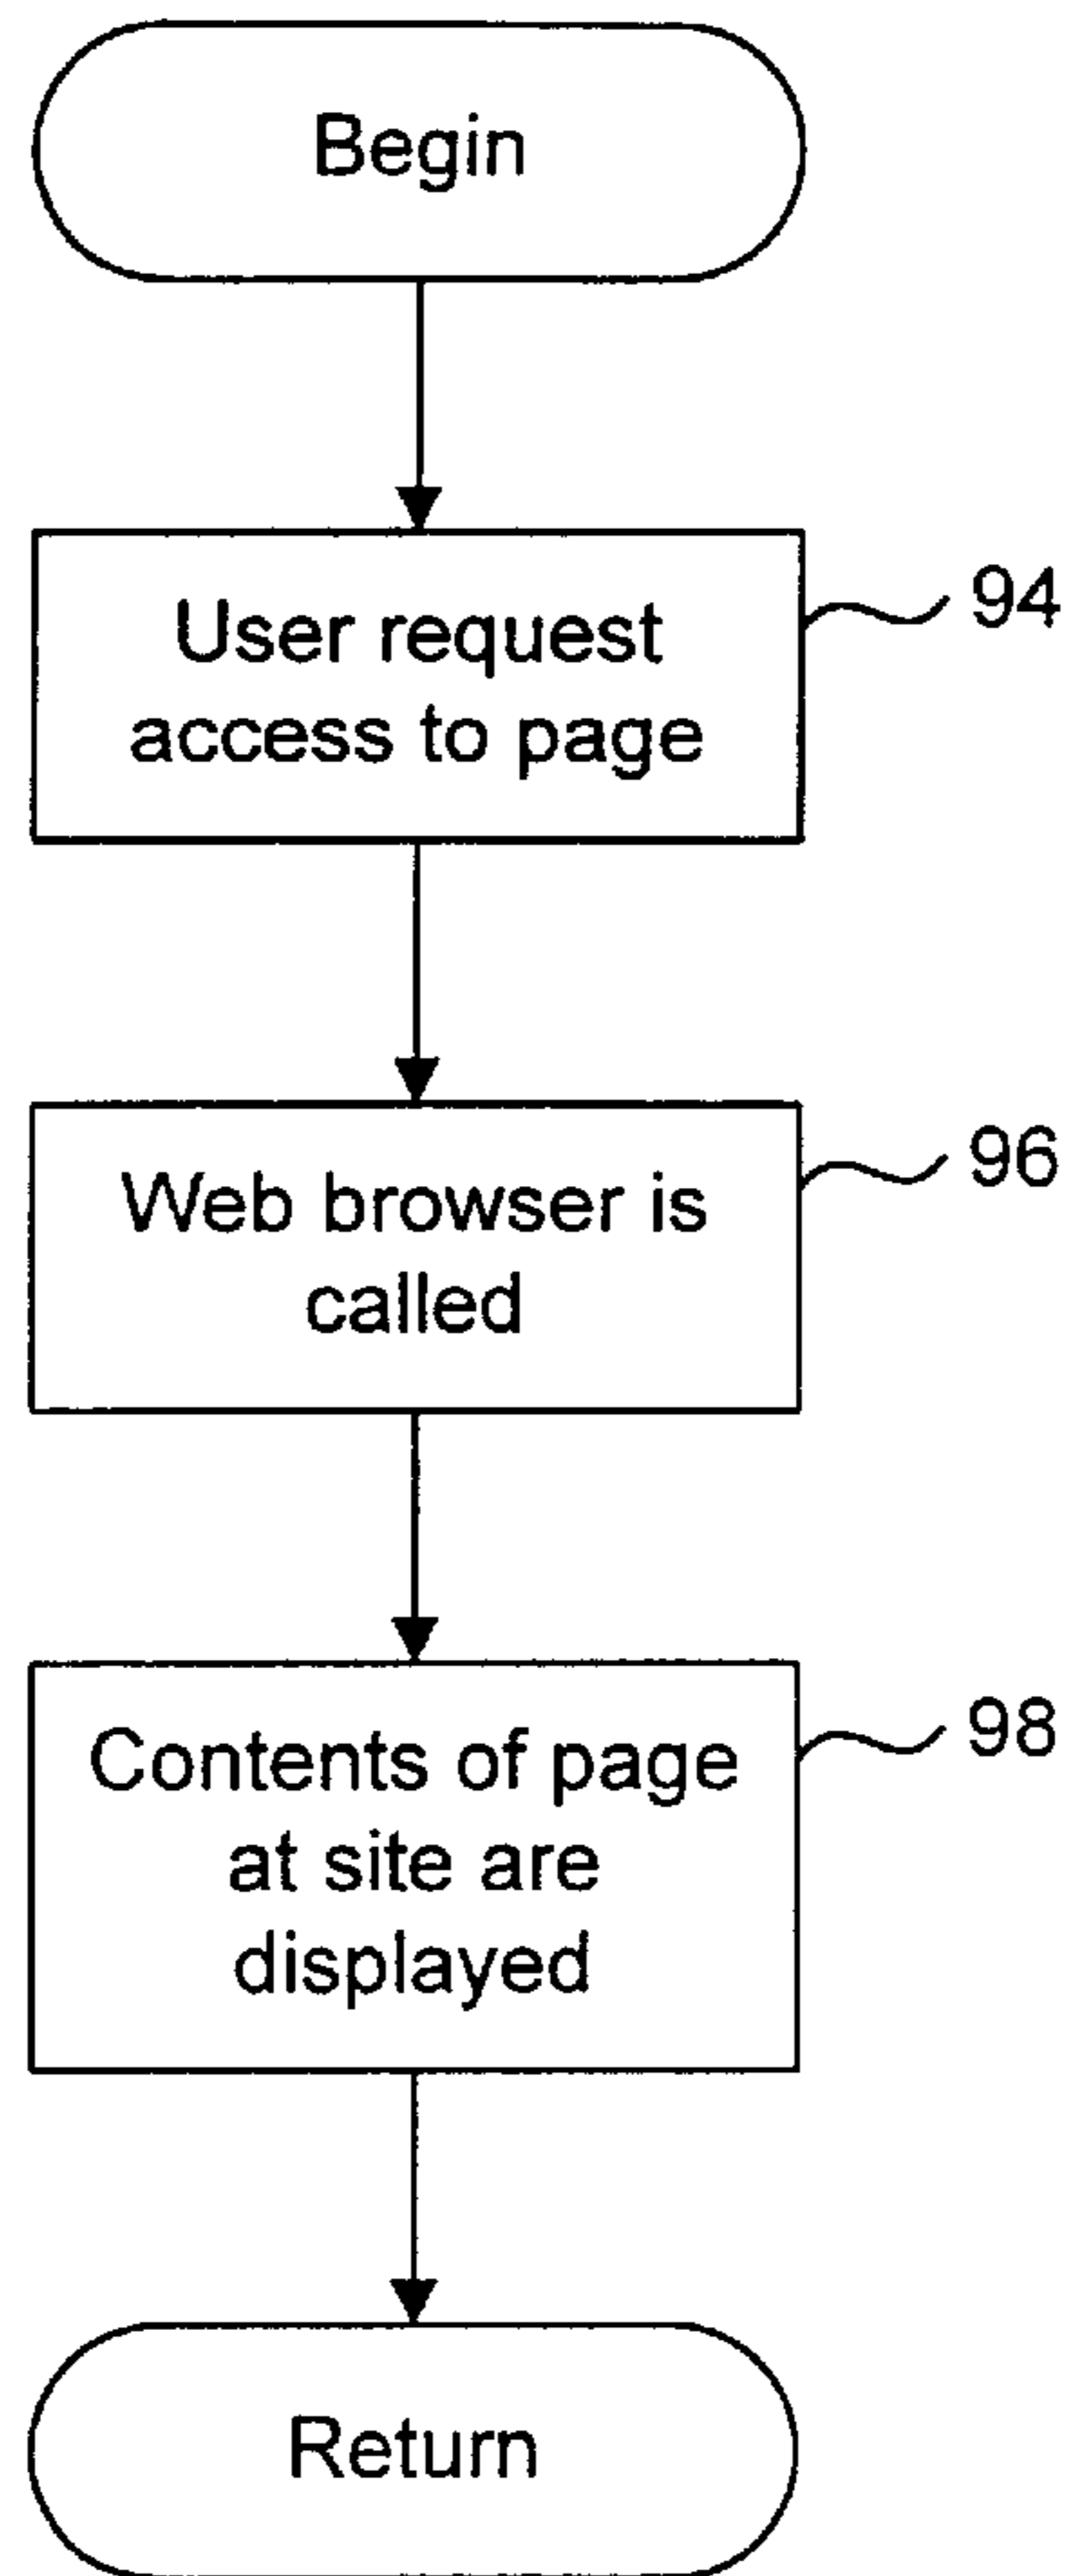 Begin
User request
access to page
94
Web browser is
called
96
Contents of page
at site are
displayed
98
Return